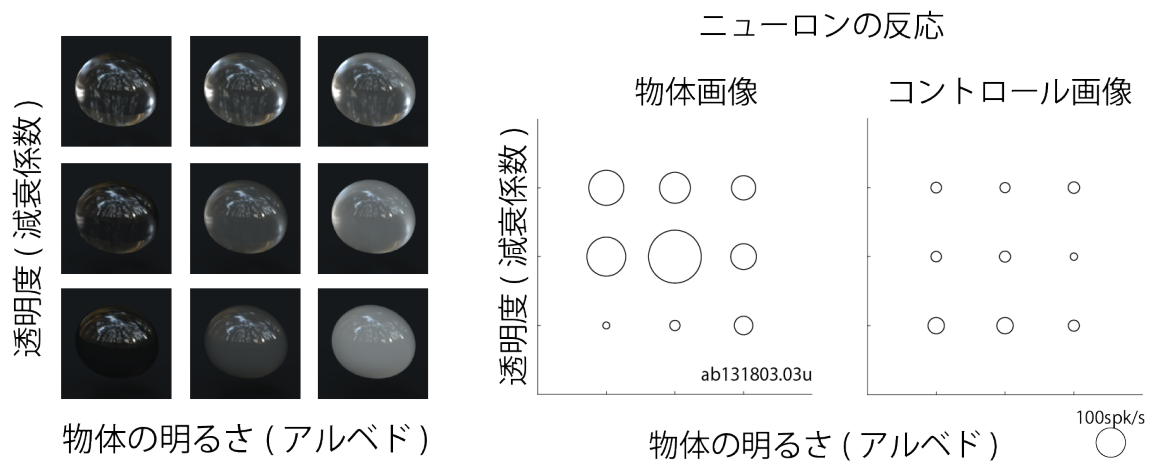 ニューロンの反応
物体画像
コントロール画像
透明度 ( 減衰係数 )
透明度 ( 減衰係数 )
ab131803.03u
100spk/s
物体の明るさ ( アルベド )
物体の明るさ ( アルベド )